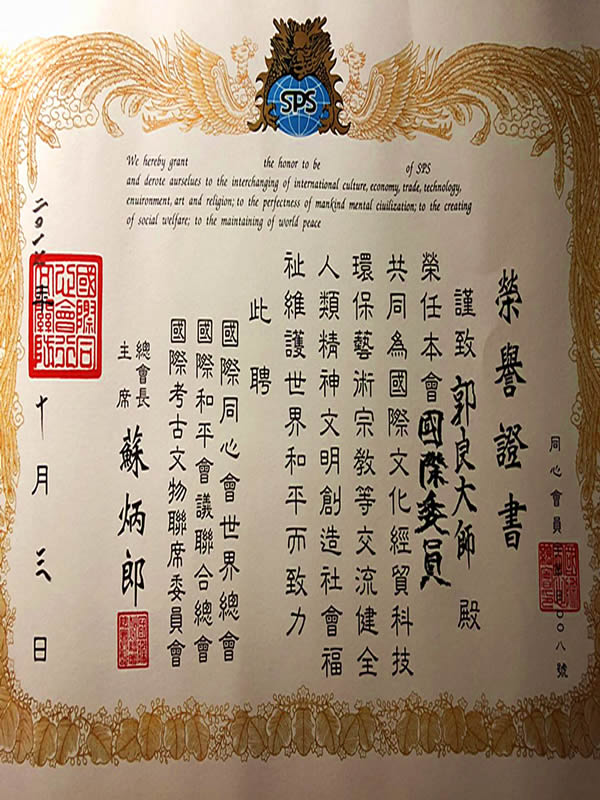 SPS
We hereby grant the honor to be of SPS
and derote aurselues to the interchanging of international culture, economy, trade, technology,
enuironment, art and religion; to the perfectness of mankind mental ciuilization; to the creating
of social welfare; to the maintaining of world peace
榮譽證書
同心會員 〇〇八號
謹致 郭良大師 殿
榮任本會國際委員
共同為國際文化經貿科技
環保藝術宗教等交流健全
人類精神文明創造社會福
祉維護世界和平而致力
此聘
國際同心會世界總會
國際和平會議聯合總會
國際考古文物聯席委員會
總會長
主席 蘇炳郎
年十月三日